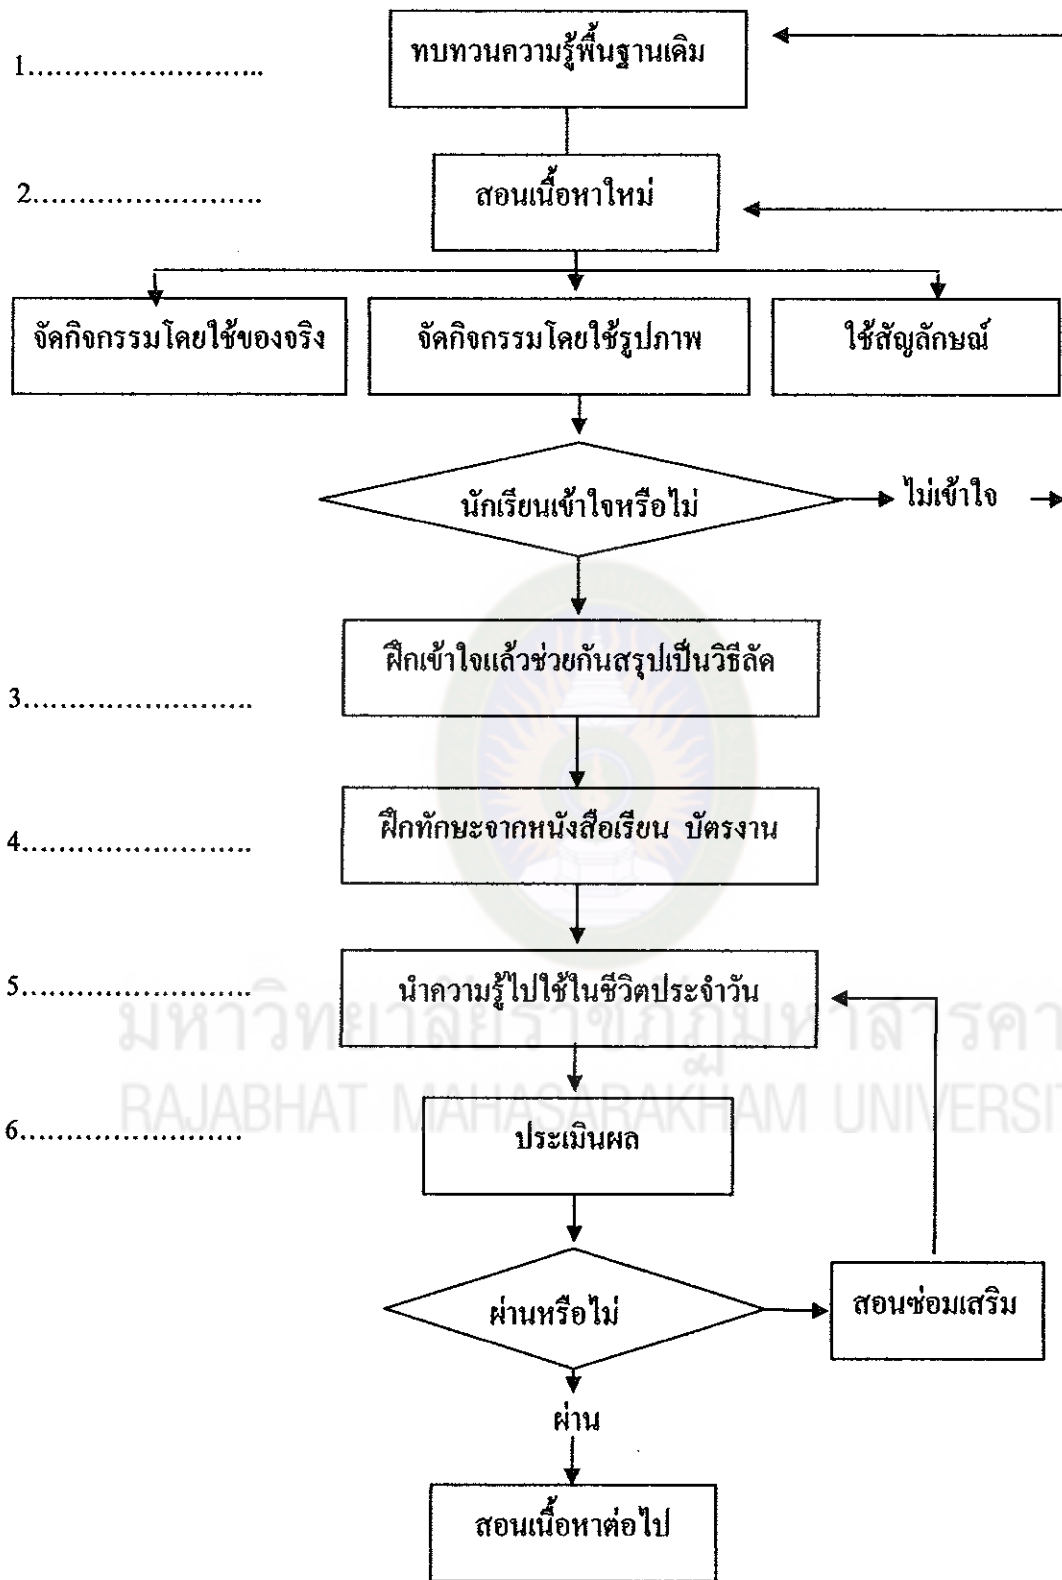 ทบทวนความรู้พื้นฐานเดิม
1..........................
สอนเนื้อหาใหม่
2.........................
จัดกิจกรรมโดยใช้ของจริง
จัดกิจกรรมโดยใช้รูปภาพ
ใช้สัญลักษณ์
นักเรียนเข้าใจหรือไม่
ไม่เข้าใจ
ฝึกเข้าใจแล้วช่วยกันสรุปเป็นวิธีลัด
3.........................
ฝึกทักษะจากหนังสือเรียน บัตรงาน
4.........................
นำความรู้ไปใช้ในชีวิตประจำวัน
5.........................
มหาวิทยาลัยราชภัฏมหาสารคา
RAJABHAT MAHASARAKHAM UNIVERSIT
6........................
ประเมินผล
ผ่านหรือไม่
สอนซ่อมเสริม
ผ่าน
สอนเนื้อหาต่อไป